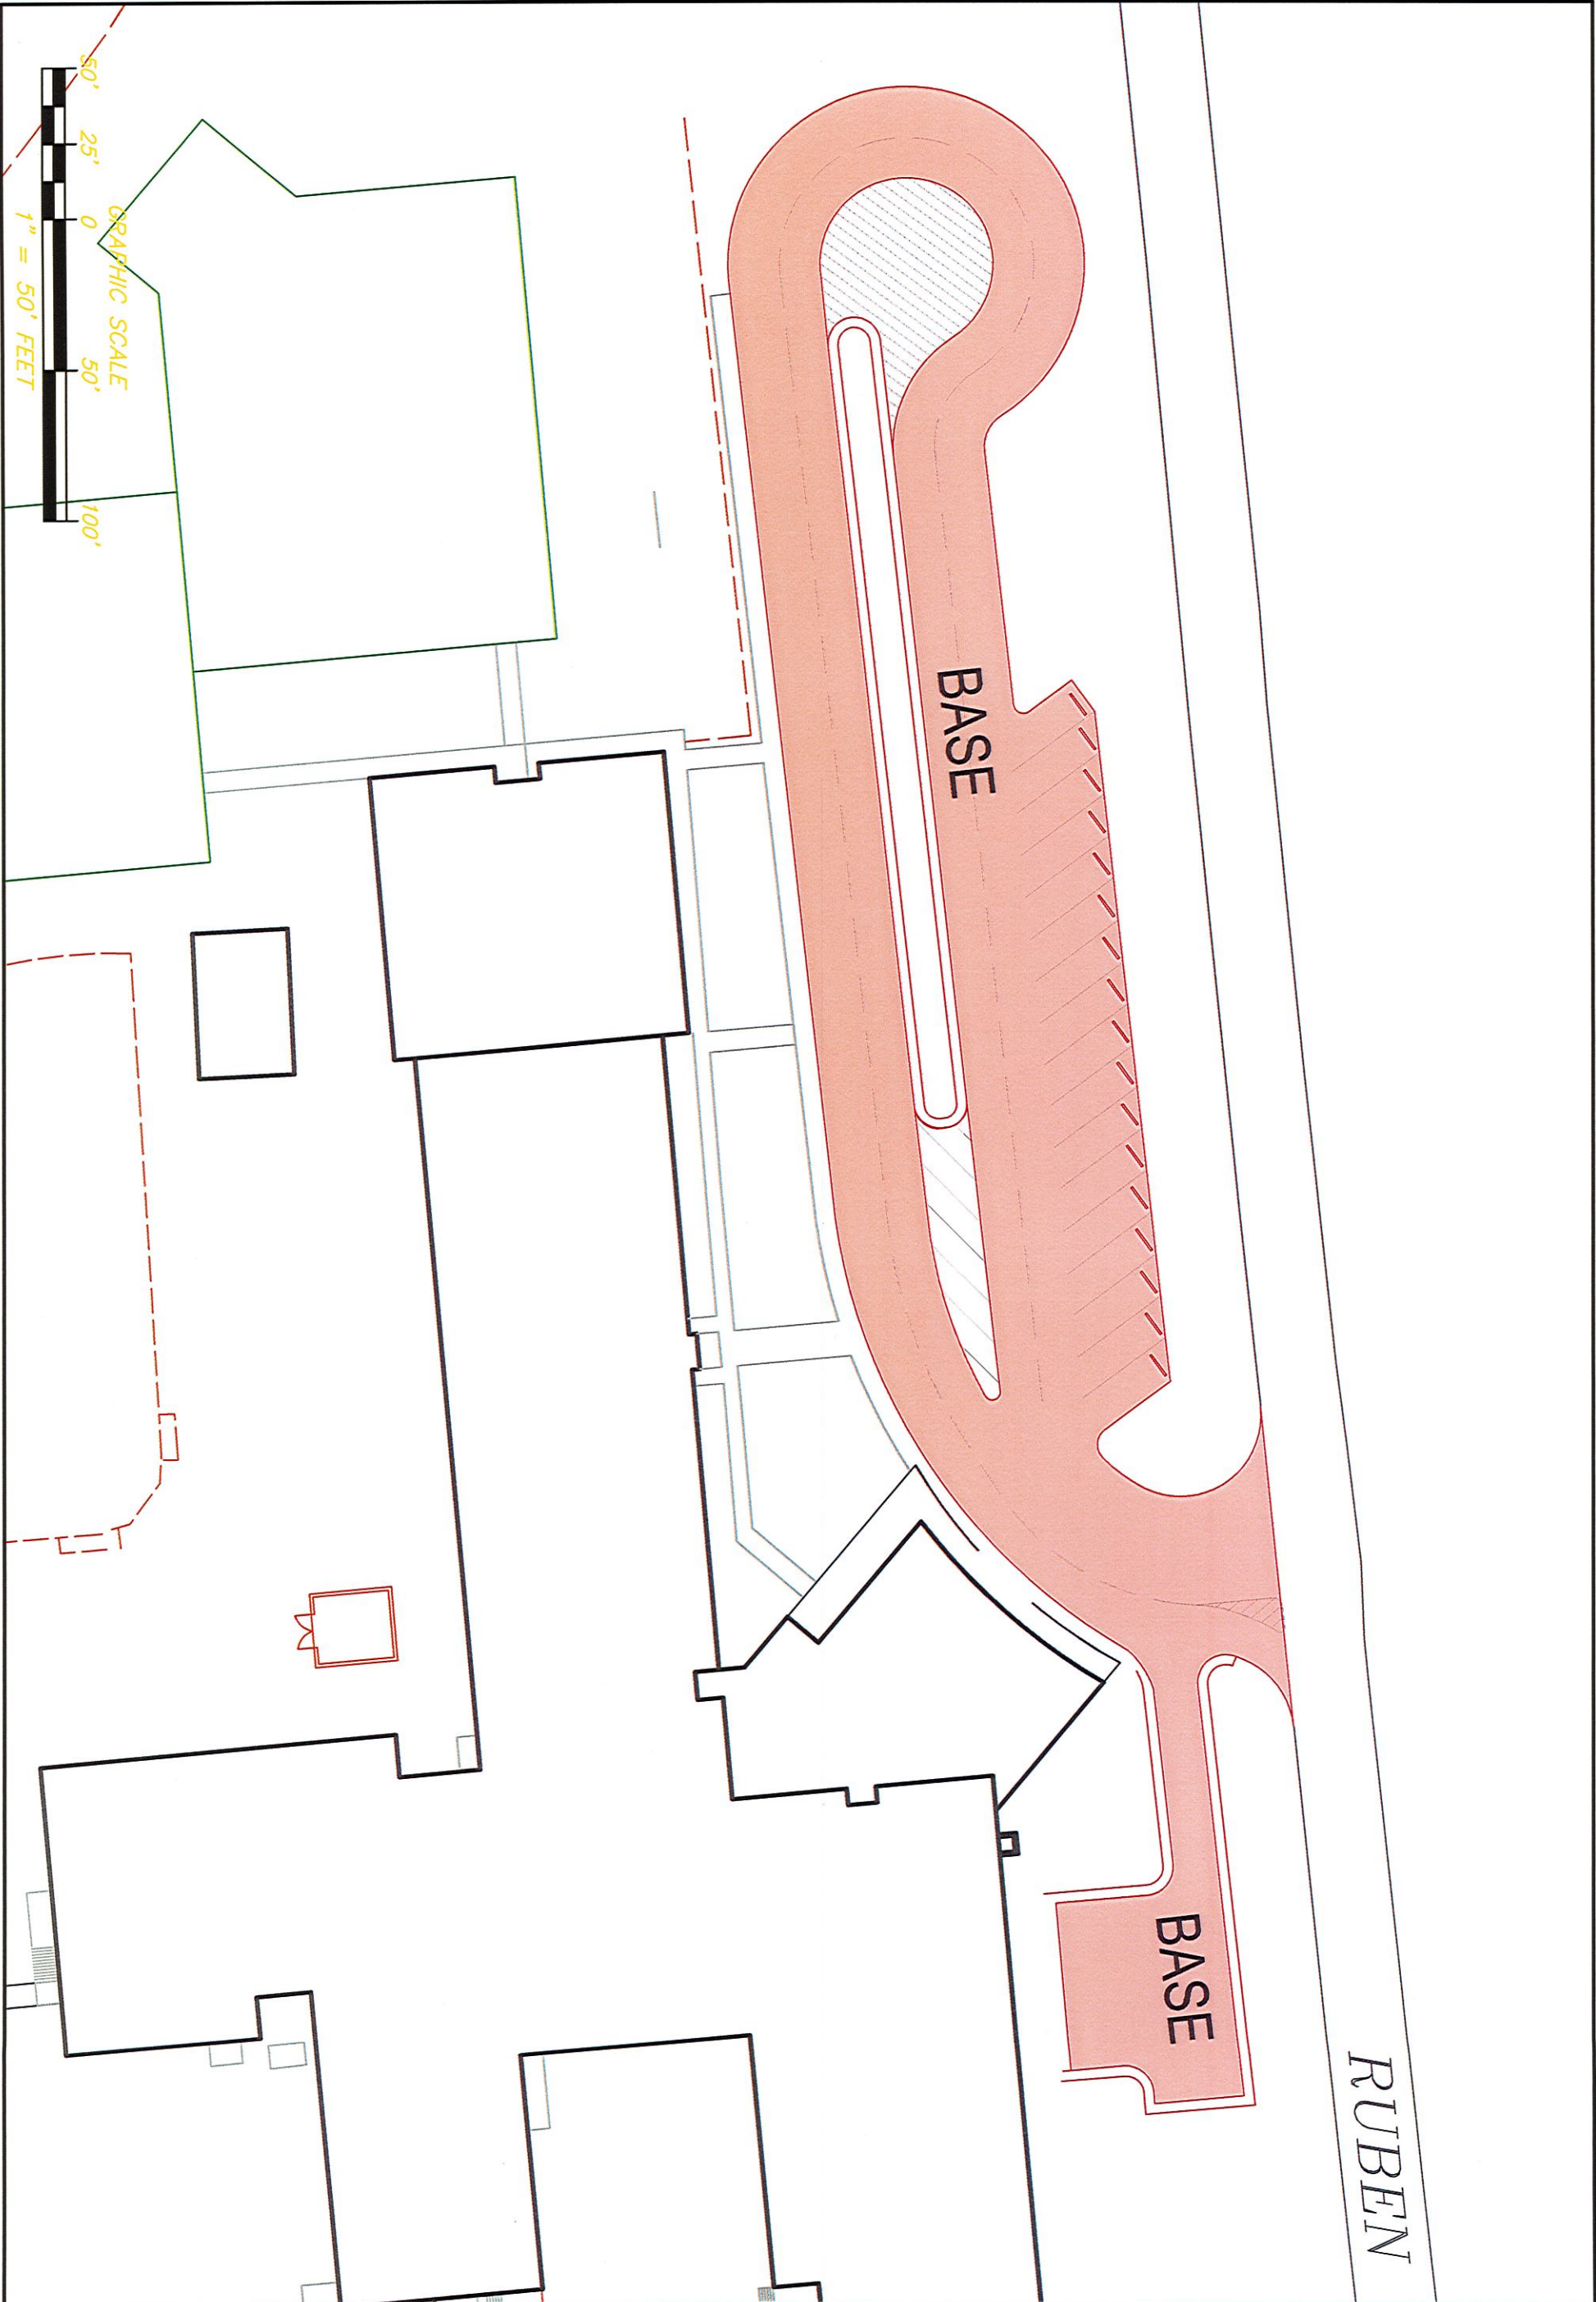 RUBEN
BASE
BASE
GRAPHIC SCALE
50' 25' 0 50' 100'
1" = 50' FEET